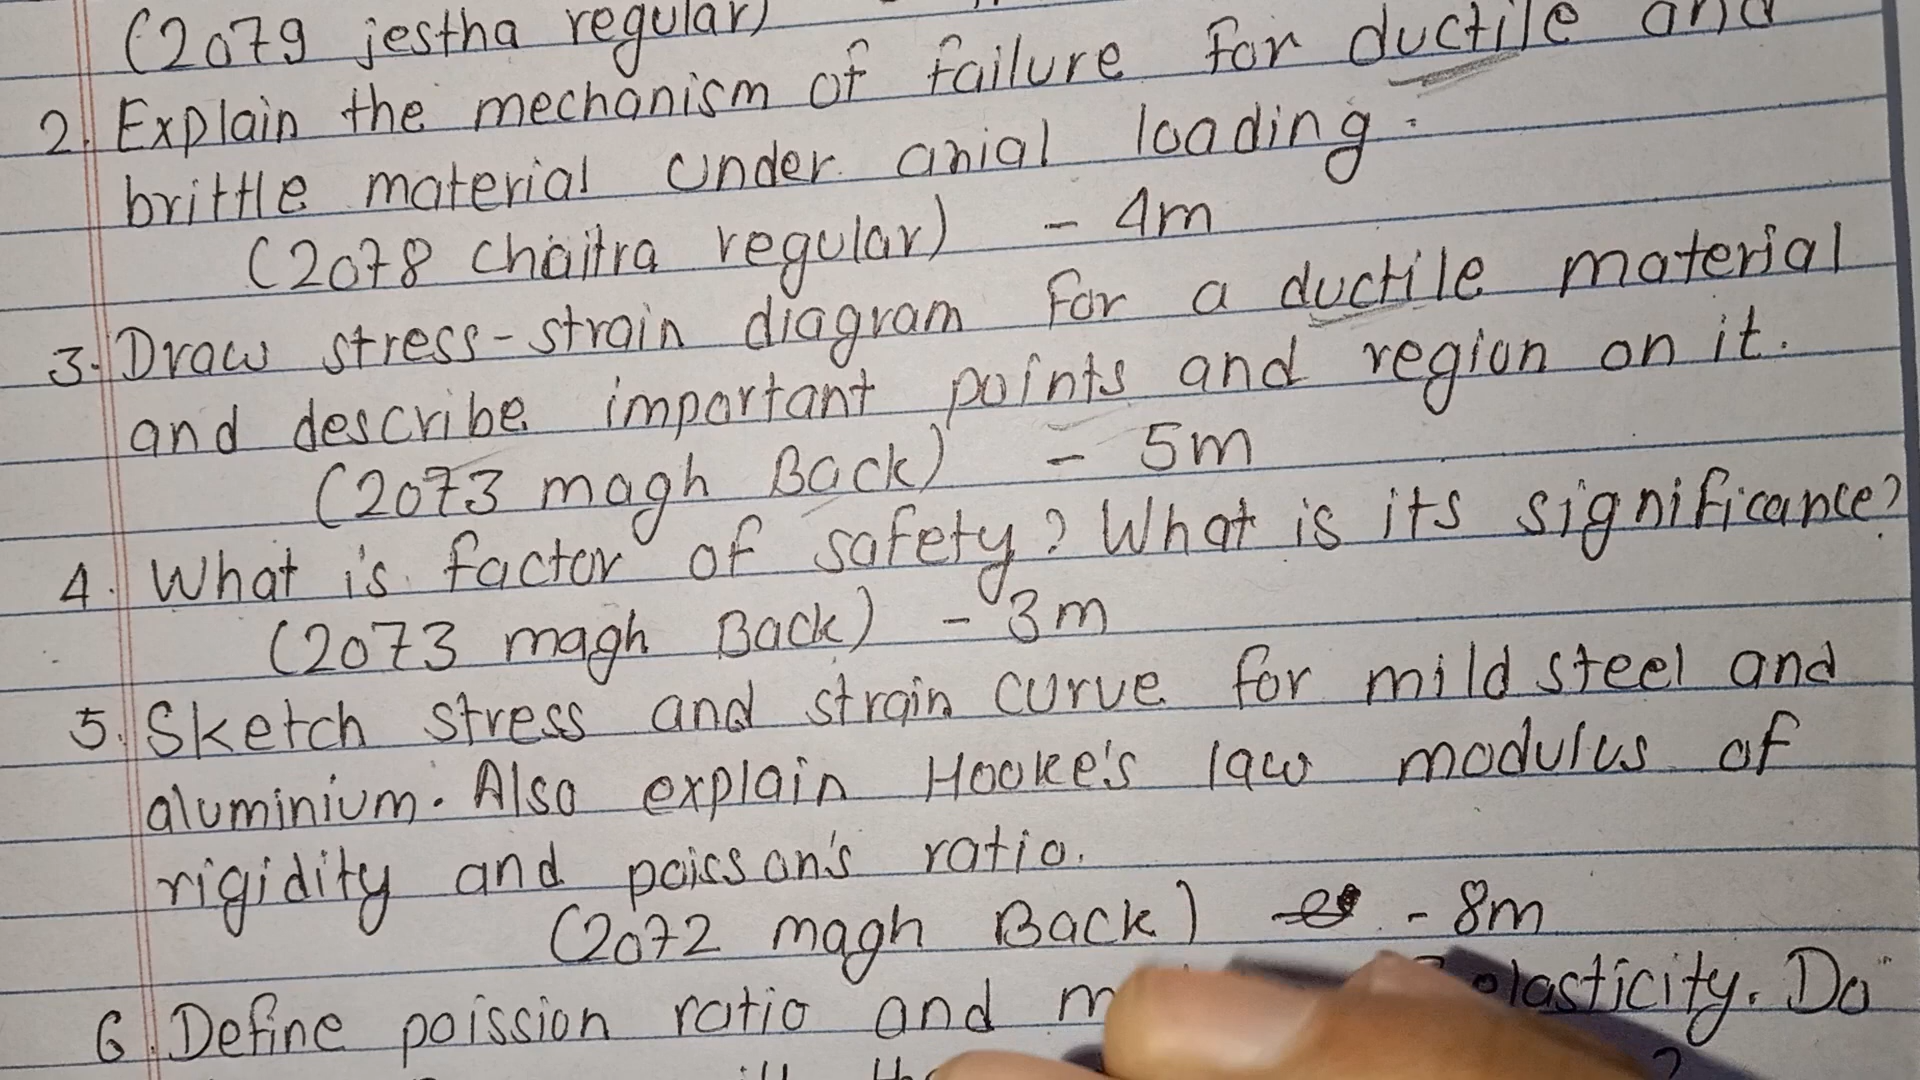 (2079 jestha regular)
2. Explain the mechanism of failure for ductile and
brittle material under axial loading.
(2078 chaitra regular) - 4m
3. Draw stress-strain diagram for a ductile material
and describe important points and region on it.
(2073 magh Back) - 5m
4. What is factor of safety? What is its significance?
(2073 magh Back) - 3m
5. Sketch stress and strain curve for mild steel and
aluminium. Also explain Hooke's law modulus of
rigidity and poisson's ratio.
(2072 magh Back) - 8m
6. Define poission ratio and elasticity. Do